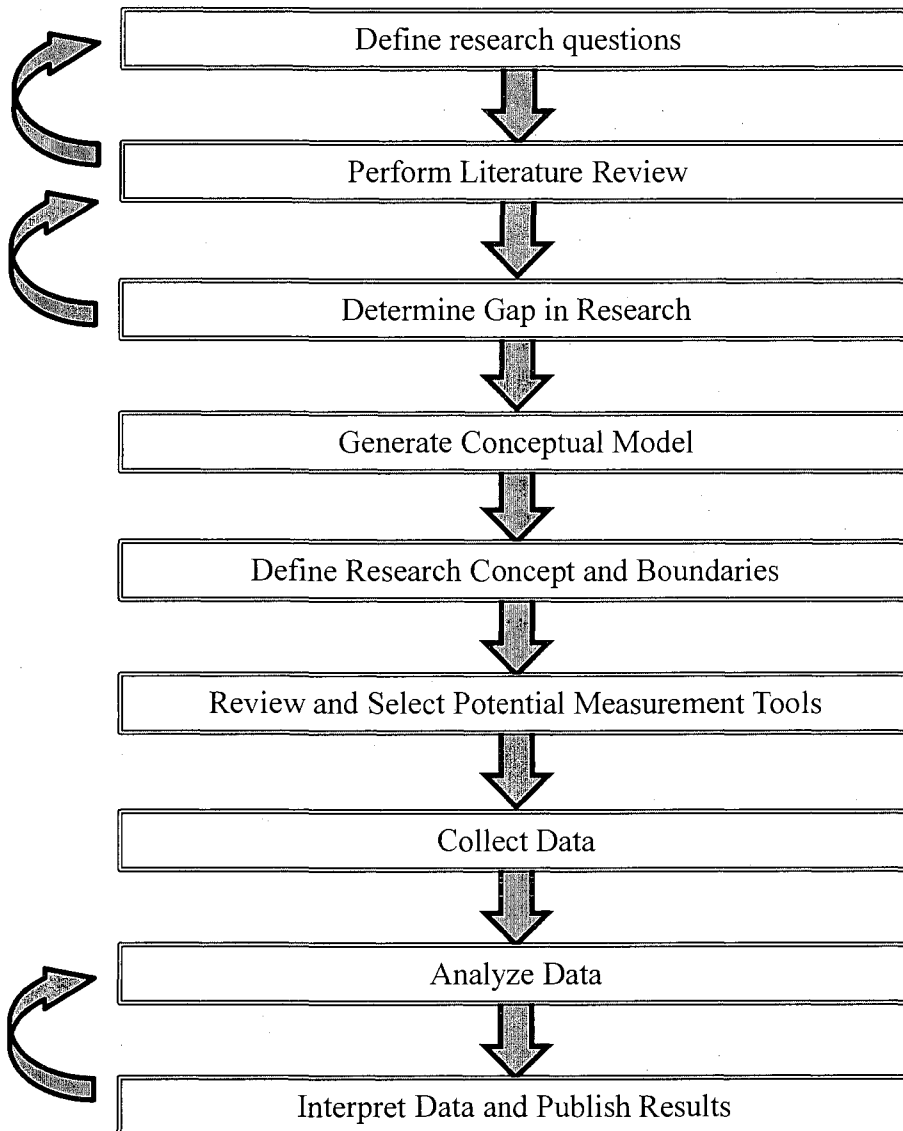 Define research questions
Perform Literature Review
Determine Gap in Research
Generate Conceptual Model
Define Research Concept and Boundaries
Review and Select Potential Measurement Tools
Collect Data
Analyze Data
Interpret Data and Publish Results